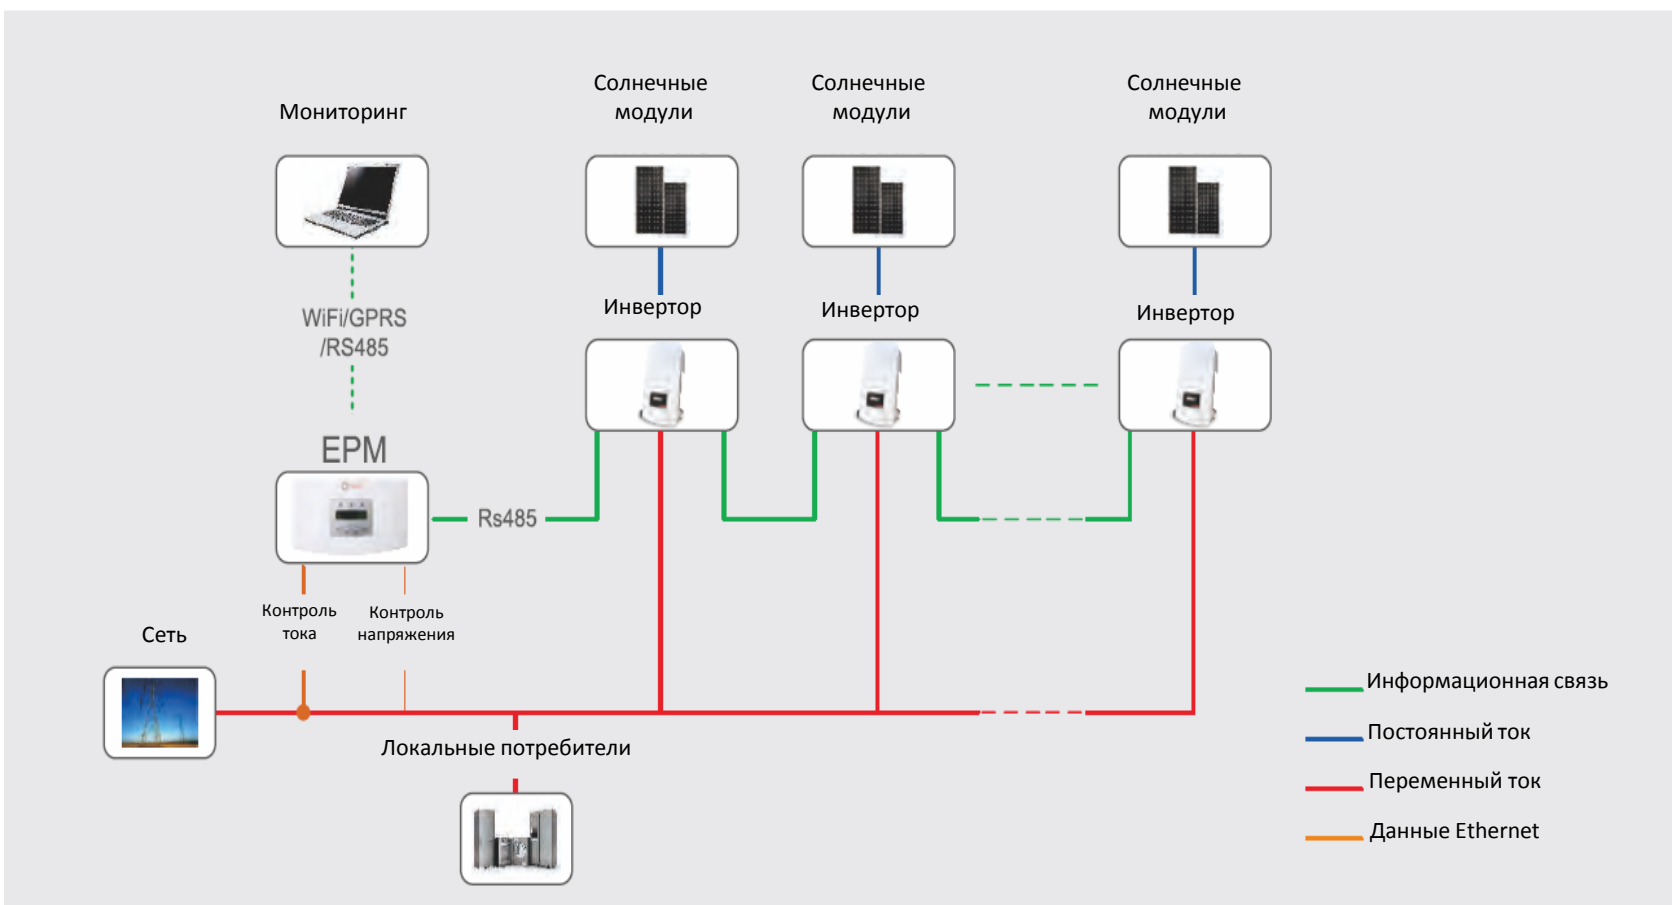 Солнечные
модули
Солнечные
модули
Солнечные
модули
Мониторинг
WiFi/GPRS
/RS485
Инвертор
Инвертор
Инвертор
EPM
Rs485
Контроль
тока
Контроль
напряжения
Сеть
Локальные потребители
Информационная связь
Постоянный ток
Переменный ток
Данные Ethernet